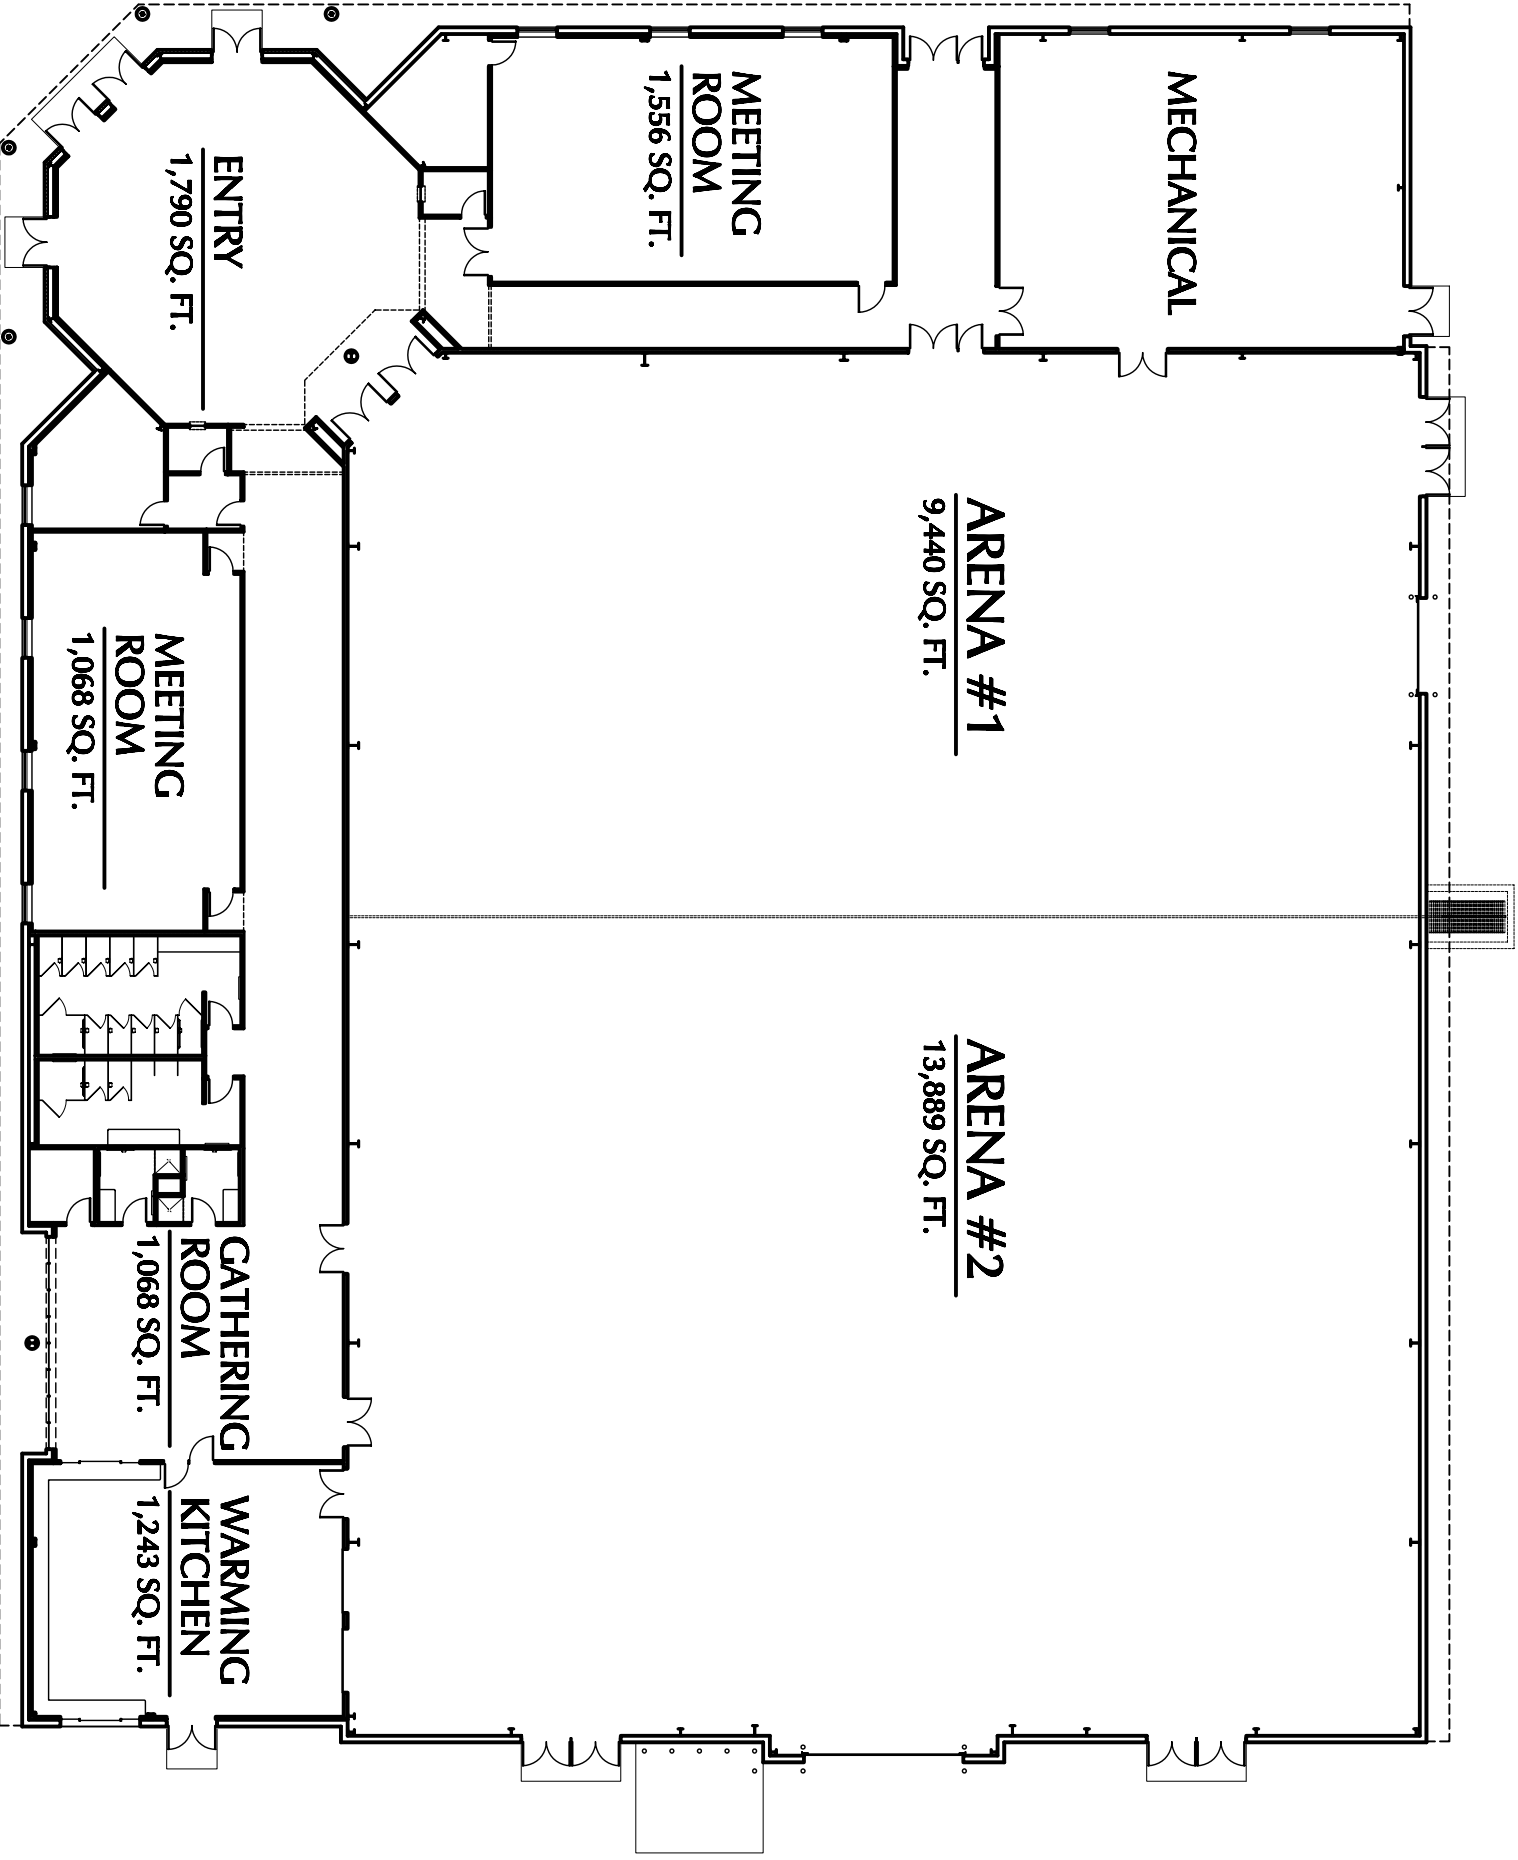 MECHANICAL
MEETING
ROOM
1,556 SQ. FT.
ENTRY
1,790 SQ. FT.
ARENA #1
9,440 SQ. FT.
ARENA #2
13,889 SQ. FT.
MEETING
ROOM
1,068 SQ. FT.
GATHERING
ROOM
1,068 SQ. FT.
WARMING
KITCHEN
1,243 SQ. FT.